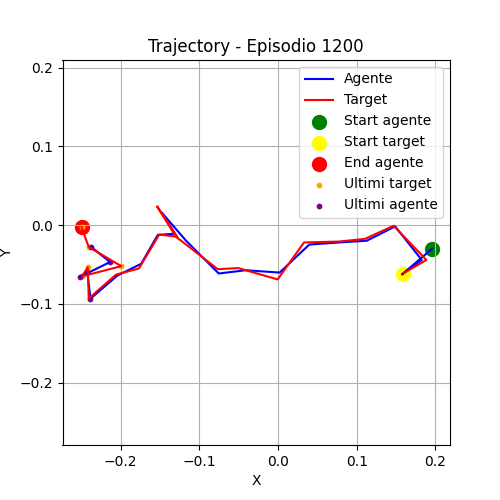 Trajectory - Episodio 1200
Agente
Target
Start agente
Start target
End agente
Ultimi target
Ultimi agente
0.2
0.1
0.0
−0.1
−0.2
Y
−0.2
−0.1
0.0
0.1
0.2
X